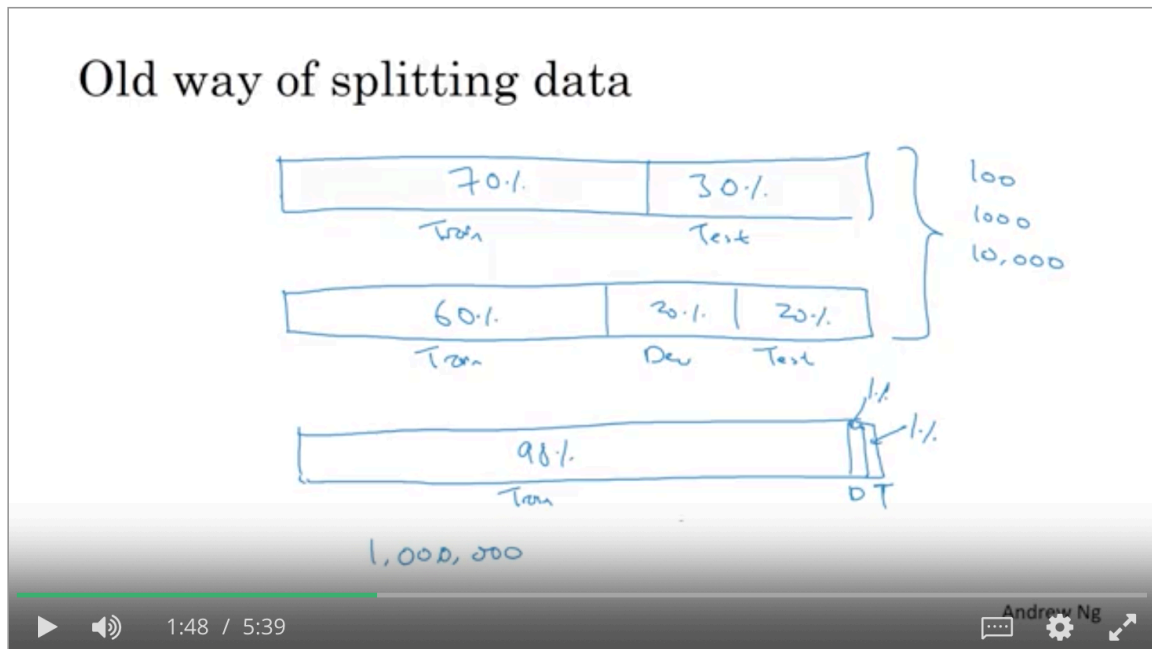 Old way of splitting data
70% 30%
Train Test
100
1000
10,000
60% 20% 20%
Train Dev Test
1%
98% 1%
Train D T
1,000,000
Andrew Ng
1:48 / 5:39